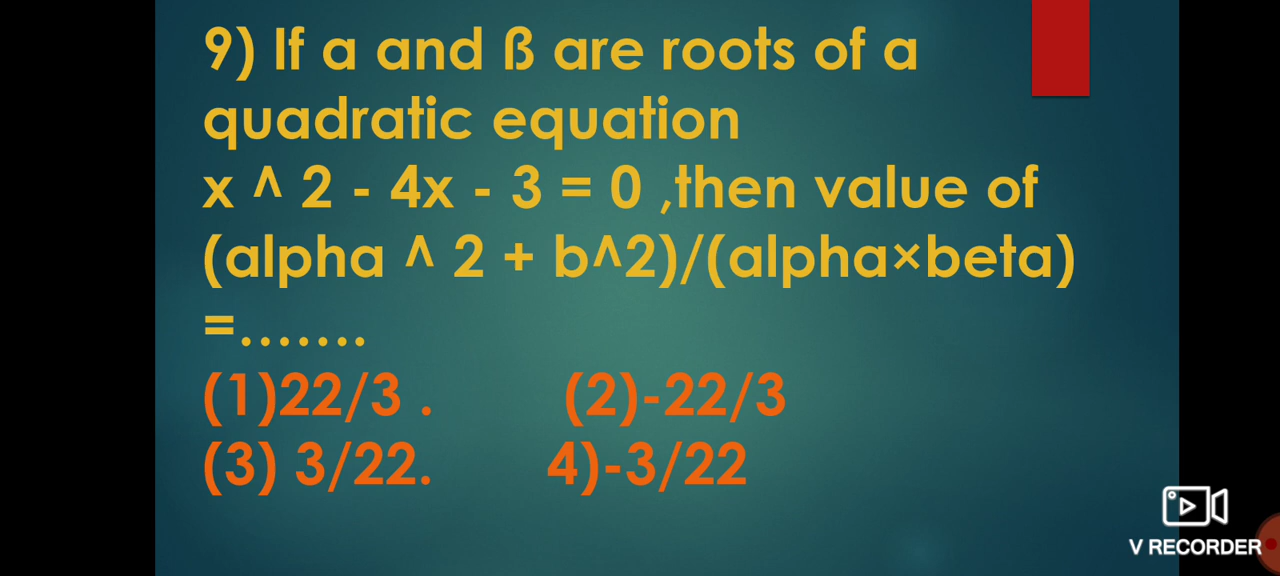 9) If a and ß are roots of a
quadratic equation
x ^ 2 - 4x - 3 = 0 ,then value of
(alpha ^ 2 + b^2)/(alpha×beta)
=.......
(1)22/3 . (2)-22/3
(3) 3/22. 4)-3/22
V RECORDER